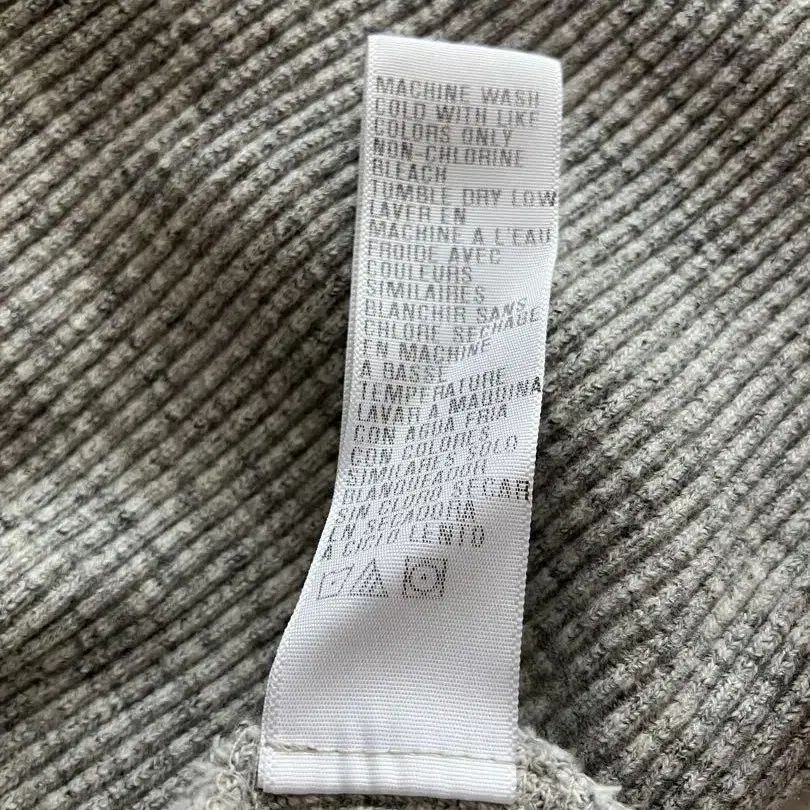 MACHINE WASH
COLD WITH LIKE
COLORS ONLY
NON CHLORINE
BLEACH
TUMBLE DRY LOW
LAVER EN
MACHINE A L'EAU
FROIDE AVEC
COULEURS
SIMILAIRES
BLANCHIR SANS
CHLORE SECHAGE
EN MACHINE
A BASSE
TEMPERATURE
LAVAR A MAQUINA
CON AGUA FRIA
CON COLORES
SIMILARES SOLO
BLANQUEADOR
SIN CLORO SECAR
EN SECADORA
A CICLO LENTO